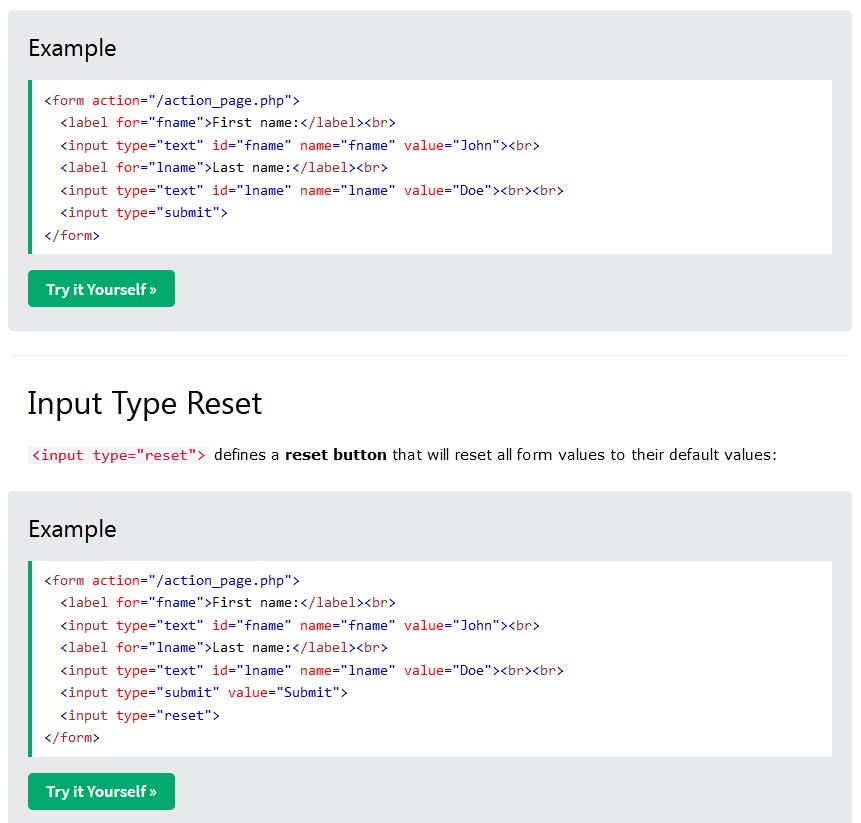 Example
<form action="/action_page.php">
  <label for="fname">First name:</label><br>
  <input type="text" id="fname" name="fname" value="John"><br>
  <label for="lname">Last name:</label><br>
  <input type="text" id="lname" name="lname" value="Doe"><br><br>
  <input type="submit">
</form>
Try it Yourself »
Input Type Reset
<input type="reset"> defines a reset button that will reset all form values to their default values:
Example
<form action="/action_page.php">
  <label for="fname">First name:</label><br>
  <input type="text" id="fname" name="fname" value="John"><br>
  <label for="lname">Last name:</label><br>
  <input type="text" id="lname" name="lname" value="Doe"><br><br>
  <input type="submit" value="Submit">
  <input type="reset">
</form>
Try it Yourself »